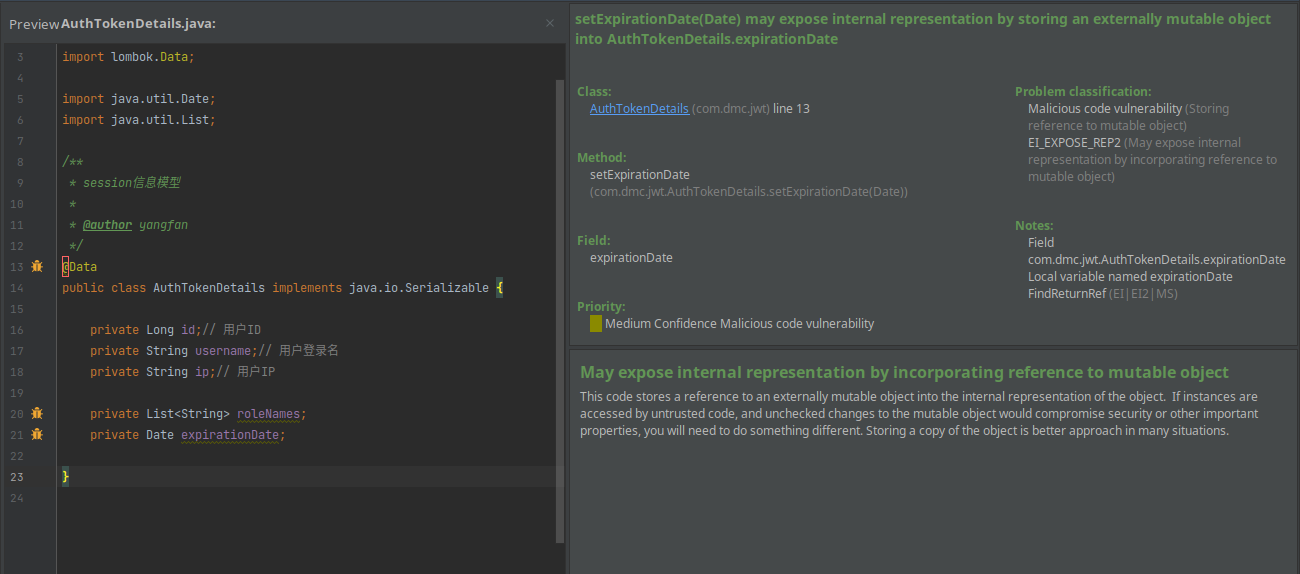 Preview AuthTokenDetails.java: ×
3 import lombok.Data;
4
5 import java.util.Date;
6 import java.util.List;
7
8 /**
9 * session信息模型
10 *
11 * @author yangfan
12 */
13 @Data
14 public class AuthTokenDetails implements java.io.Serializable {
15
16 private Long id;// 用户ID
17 private String username;// 用户登录名
18 private String ip;// 用户IP
19
20 private List<String> roleNames;
21 private Date expirationDate;
22
23 }
24
setExpirationDate(Date) may expose internal representation by storing an externally mutable object
into AuthTokenDetails.expirationDate
Class:
AuthTokenDetails (com.dmc.jwt) line 13
Method:
setExpirationDate
(com.dmc.jwt.AuthTokenDetails.setExpirationDate(Date))
Field:
expirationDate
Priority:
Medium Confidence Malicious code vulnerability
Problem classification:
Malicious code vulnerability (Storing
reference to mutable object)
EI_EXPOSE_REP2 (May expose internal
representation by incorporating reference to
mutable object)
Notes:
Field
com.dmc.jwt.AuthTokenDetails.expirationDate
Local variable named expirationDate
FindReturnRef (EI|EI2|MS)
May expose internal representation by incorporating reference to mutable object
This code stores a reference to an externally mutable object into the internal representation of the object.  If instances are
accessed by untrusted code, and unchecked changes to the mutable object would compromise security or other important
properties, you will need to do something different. Storing a copy of the object is better approach in many situations.